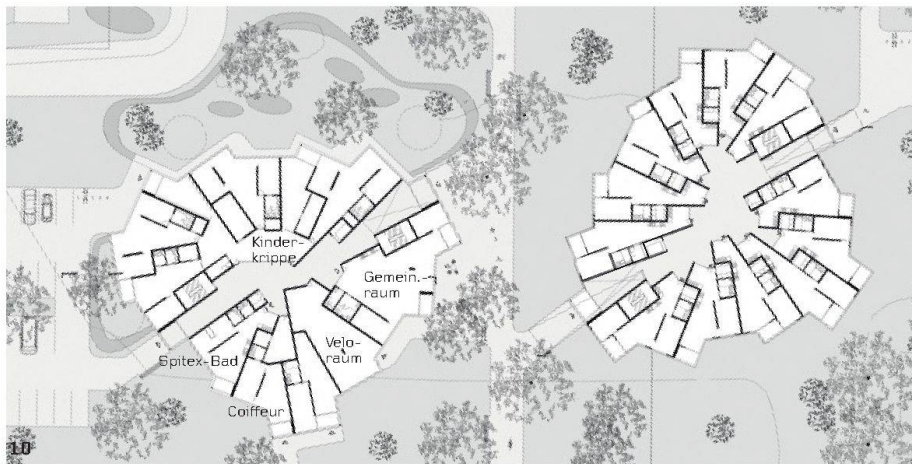 Kinder-
krippe
Gemein.-
raum
Velo-
raum
Spitex-Bad
Coiffeur
10